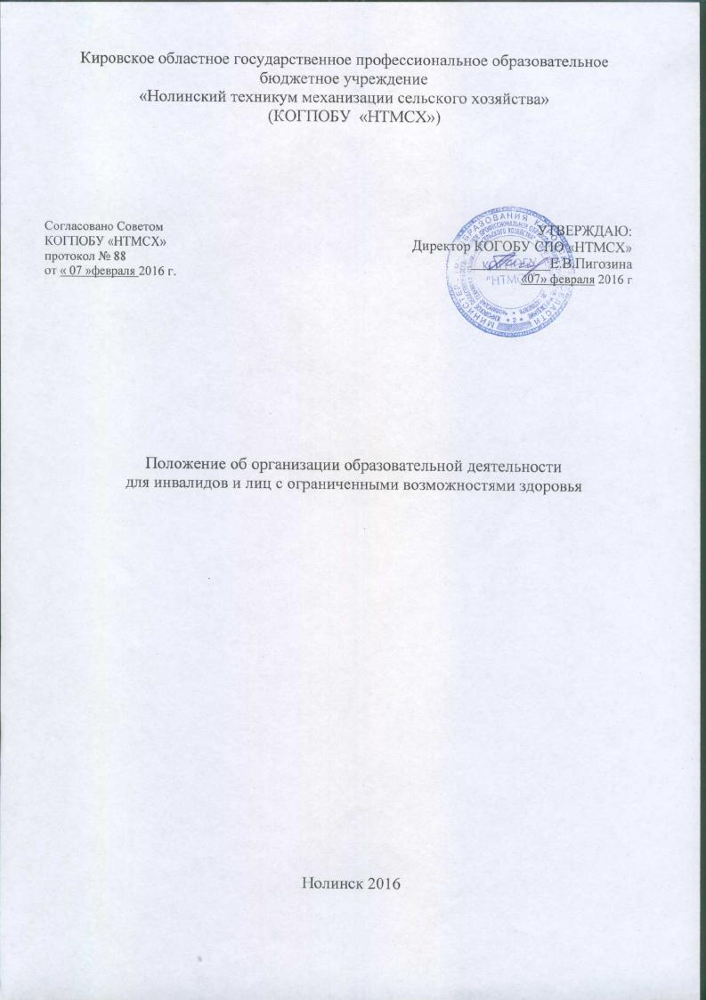 Кировское областное государственное профессиональное образовательное
бюджетное учреждение
«Нолинский техникум механизации сельского хозяйства»
(КОГПОБУ «НТМСХ»)
Согласовано Советом
КОГПОБУ «НТМСХ»
протокол № 88
от « 07 »февраля 2016 г.
УТВЕРЖДАЮ:
Директор КОГОБУ СПО «НТМСХ»
Е.В.Пигозина
«07» февраля 2016 г
Положение об организации образовательной деятельности
для инвалидов и лиц с ограниченными возможностями здоровья
Нолинск 2016